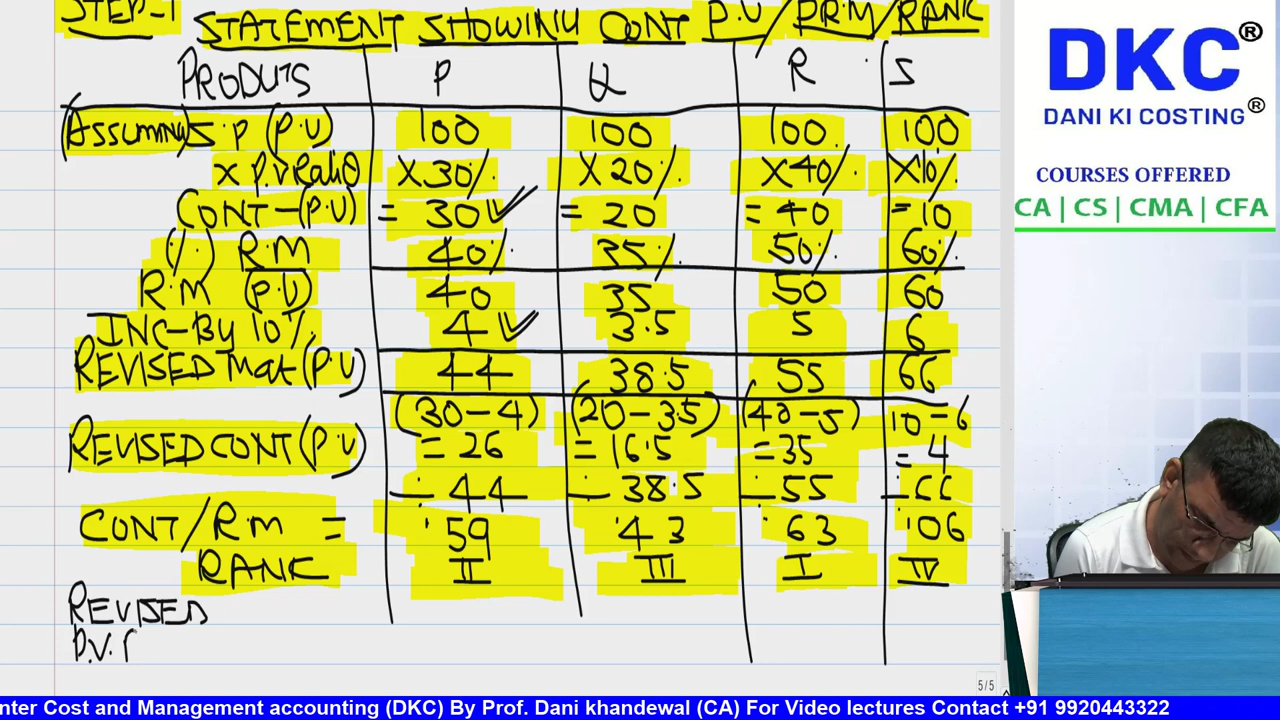 STEP-1
STATEMENT SHOWING CONT P.U/PR.M/RANK
PRODUTS P Q R S
(Assuming) S.P (P.U) 100 100 100 100
x P.V Ratio X30% X20% X40% X10%
CONT-(P.U) = 30 = 20 = 40 = 10
(%) R.M 40% 35% 50% 60%
R.M (P.U) 40 35 50 60
INC-By 10% 4 3.5 5 6
REVISED Mat (P.U) 44 38.5 55 66
(30-4) (20-3.5) (40-5) 10-6
REVISED CONT (P.U) = 26 = 16.5 = 35 = 4
÷ 44 ÷ 38.5 ÷ 55 ÷ 66
CONT/R.M = .59 .43 .63 .06
RANK II III I IV
REVISED
P.V. (
5/5
DKC®
DANI KI COSTING®
COURSES OFFERED
CA | CS | CMA | CFA
nter Cost and Management accounting (DKC) By Prof. Dani khandewal (CA) For Video lectures Contact +91 9920443322